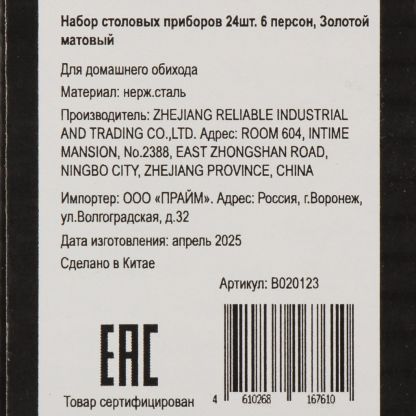 Набор столовых приборов 24шт. 6 персон, Золотой
матовый
Для домашнего обихода
Материал: нерж.сталь
Производитель: ZHEJIANG RELIABLE INDUSTRIAL
AND TRADING CO.,LTD. Адрес: ROOM 604, INTIME
MANSION, No.2388, EAST ZHONGSHAN ROAD,
NINGBO CITY, ZHEJIANG PROVINCE, CHINA
Импортер: ООО «ПРАЙМ». Адрес: Россия, г.Воронеж,
ул.Волгоградская, д.32
Дата изготовления: апрель 2025
Сделано в Китае
Артикул: B020123
EAC
Товар сертифицирован
4 610268 167610